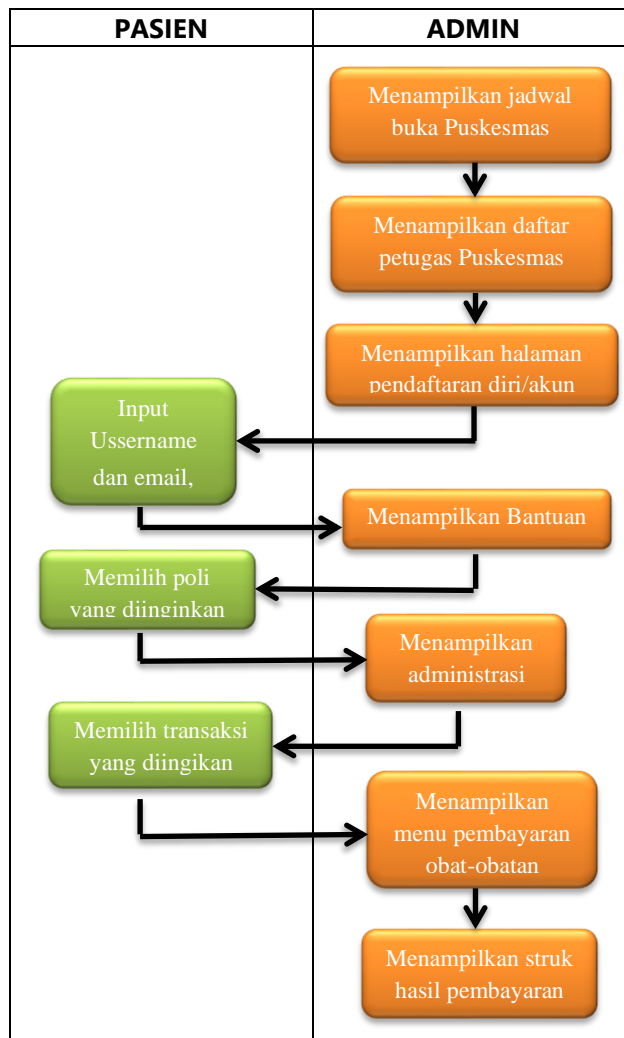 PASIEN
ADMIN
Menampilkan jadwal
buka Puskesmas
Menampilkan daftar
petugas Puskesmas
Menampilkan halaman
pendaftaran diri/akun
Input
Ussername
dan email,
Menampilkan Bantuan
Memilih poli
yang diinginkan
Menampilkan
administrasi
Memilih transaksi
yang diingikan
Menampilkan
menu pembayaran
obat-obatan
Menampilkan struk
hasil pembayaran